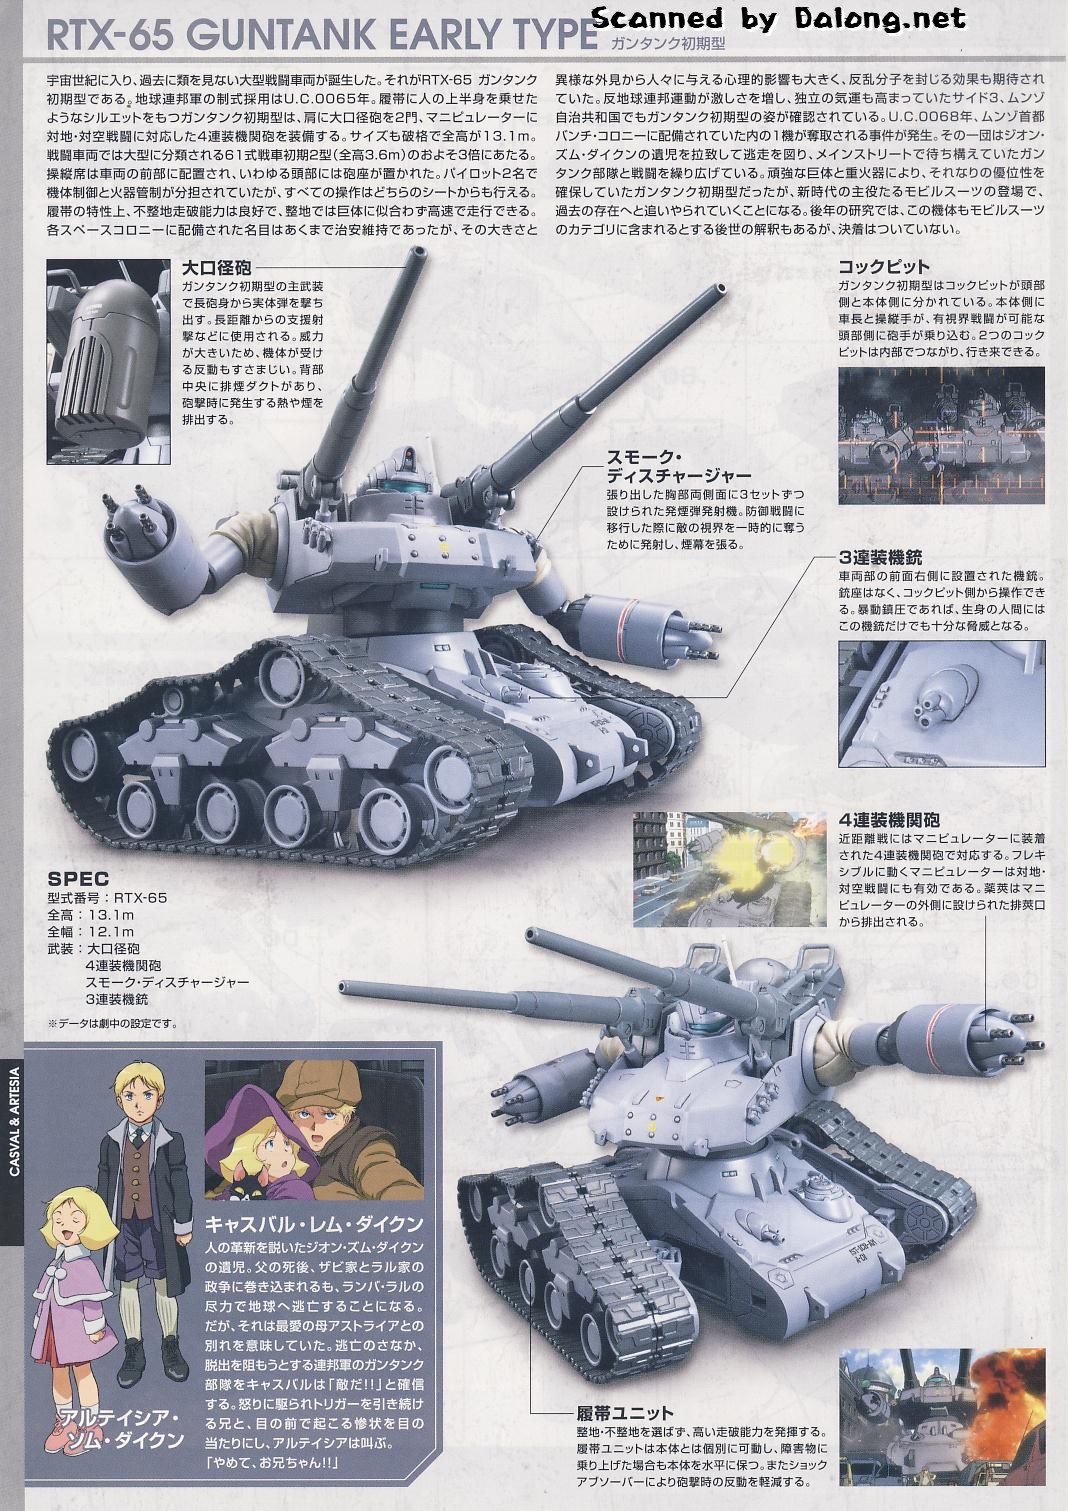 Scanned by Dalong.net
RTX-65 GUNTANK EARLY TYPE ガンタンク初期型
宇宙世紀に入り、過去に類を見ない大型戦闘車両が誕生した。それがRTX-65 ガンタンク
初期型である。地球連邦軍の制式採用はU.C.0065年。履帯に人の上半身を乗せた
ようなシルエットをもつガンタンク初期型は、肩に大口径砲を2門、マニピュレーターに
対地・対空戦闘に対応した4連装機関砲を装備する。サイズも破格で全高が13.1m。
戦闘車両では大型に分類される61式戦車初期2型(全高3.6m)のおよそ3倍にあたる。
操縦席は車両の前部に配置され、いわゆる頭部には砲座が置かれた。パイロット2名で
機体制御と火器管制が分担されていたが、すべての操作はどちらのシートからも行える。
履帯の特性上、不整地走破能力は良好で、整地では巨体に似合わず高速で走行できる。
各スペースコロニーに配備された名目はあくまで治安維持であったが、その大きさと
異様な外見から人々に与える心理的影響も大きく、反乱分子を封じる効果も期待され
ていた。反地球連邦運動が激しさを増し、独立の気運も高まっていたサイド3、ムンゾ
自治共和国でもガンタンク初期型の姿が確認されている。U.C.0068年、ムンゾ首都
バンチ・コロニーに配備されていた内の1機が奪取される事件が発生。その一団はジオン・
ズム・ダイクンの遺児を拉致して逃走を図り、メインストリートで待ち構えていたガン
タンク部隊と戦闘を繰り広げている。頑強な巨体と重火器により、それなりの優位性を
確保していたガンタンク初期型だったが、新時代の主役たるモビルスーツの登場で、
過去の存在へと追いやられていくことになる。後年の研究では、この機体もモビルスーツ
のカテゴリに含まれるとする後世の解釈もあるが、決着はついていない。
大口径砲
ガンタンク初期型の主武装
で長砲身から実体弾を撃ち
出す。長距離からの支援射
撃などに使用される。威力
が大きいため、機体が受け
る反動もすさまじい。背部
中央に排煙ダクトがあり、
砲撃時に発生する熱や煙を
排出する。
コックピット
ガンタンク初期型はコックピットが頭部
側と本体側に分かれている。本体側に
車長と操縦手が、有視界戦闘が可能な
頭部側に砲手が乗り込む。2つのコック
ピットは内部でつながり、行き来できる。
スモーク・
ディスチャージャー
張り出した胸部両側面に3セットずつ
設けられた発煙弾発射機。防御戦闘に
移行した際に敵の視界を一時的に奪う
ために発射し、煙幕を張る。
3連装機銃
車両部の前面右側に設置された機銃。
銃座はなく、コックピット側から操作でき
る。暴動鎮圧であれば、生身の人間には
この機銃だけでも十分な脅威となる。
4連装機関砲
近距離戦にはマニピュレーターに装着
された4連装機関砲で対応する。フレキ
シブルに動くマニピュレーターは対地・
対空戦闘にも有効である。薬莢はマニ
ピュレーターの外側に設けられた排莢口
から排出される。
SPEC
型式番号：RTX-65
全高：13.1m
全幅：12.1m
武装：大口径砲
4連装機関砲
スモーク・ディスチャージャー
3連装機銃
※データは劇中の設定です。
CASVAL & ARTESIA
キャスバル・レム・ダイクン
人の革新を説いたジオン・ズム・ダイクン
の遺児。父の死後、ザビ家とラル家の
政争に巻き込まれるも、ランバ・ラルの
尽力で地球へ逃亡することになる。
だが、それは最愛の母アストライアとの
別れを意味していた。逃亡のさなか、
脱出を阻もうとする連邦軍のガンタンク
部隊をキャスバルは「敵だ!!」と確信
する。怒りに駆られトリガーを引き続け
る兄と、目の前で起こる惨状を目の
当たりにし、アルテイシアは叫ぶ。
「やめて、お兄ちゃん!!」
アルテイシア・
ソム・ダイクン
履帯ユニット
整地・不整地を選ばず、高い走破能力を発揮する。
履帯ユニットは本体とは個別に可動し、障害物に
乗り上げた場合も本体を水平に保つ。またショック
アブソーバーにより砲撃時の反動を軽減する。